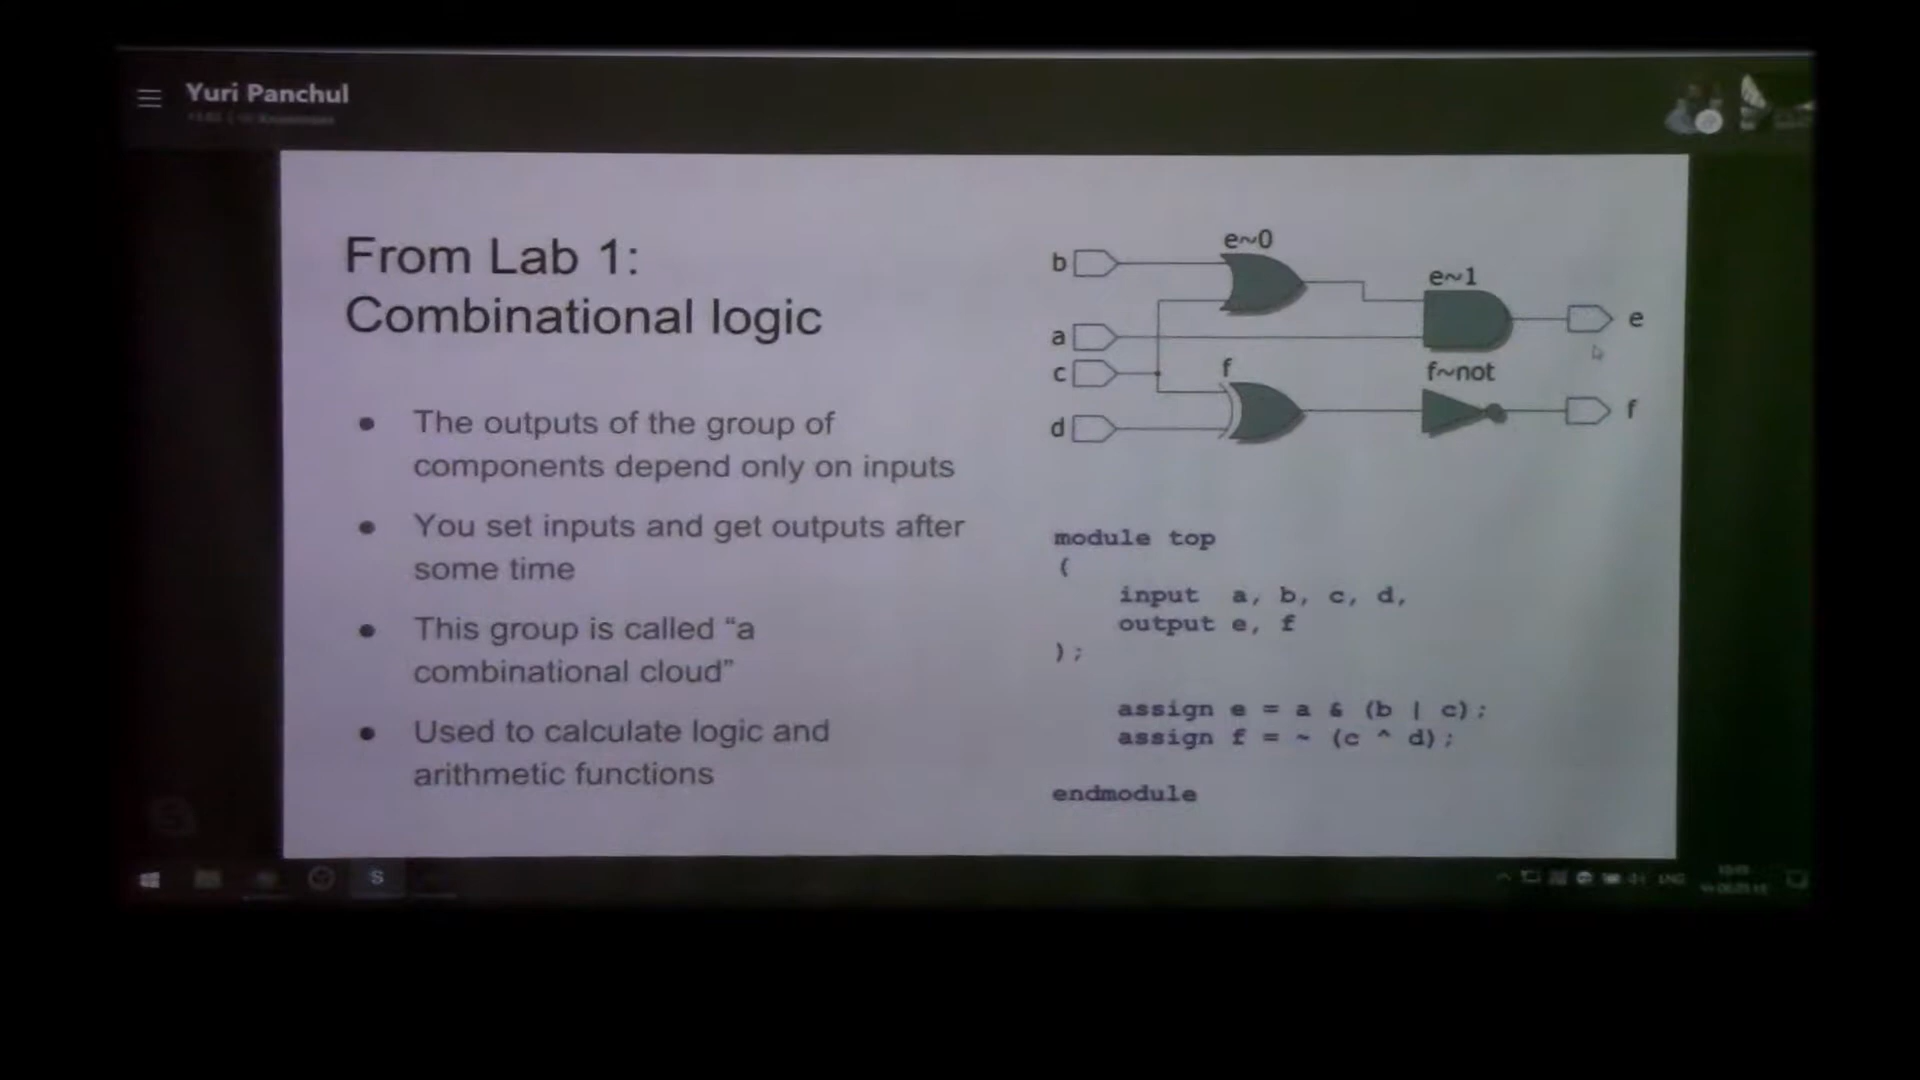 Yuri Panchul
From Lab 1:
Combinational logic
● The outputs of the group of
components depend only on inputs
● You set inputs and get outputs after
some time
● This group is called “a
combinational cloud”
● Used to calculate logic and
arithmetic functions
e~0
b
e~1
e
a
c
f
f~not
d
f
module top
(
input a, b, c, d,
output e, f
);
assign e = a & (b | c);
assign f = ~ (c ^ d);
endmodule
S
ENG